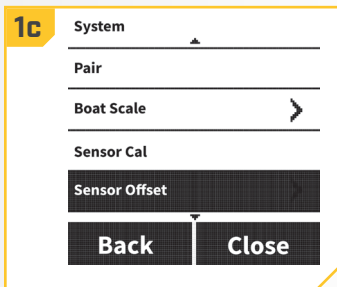 1c
System
Pair
Boat Scale
Sensor Cal
Sensor Offset
Back Close